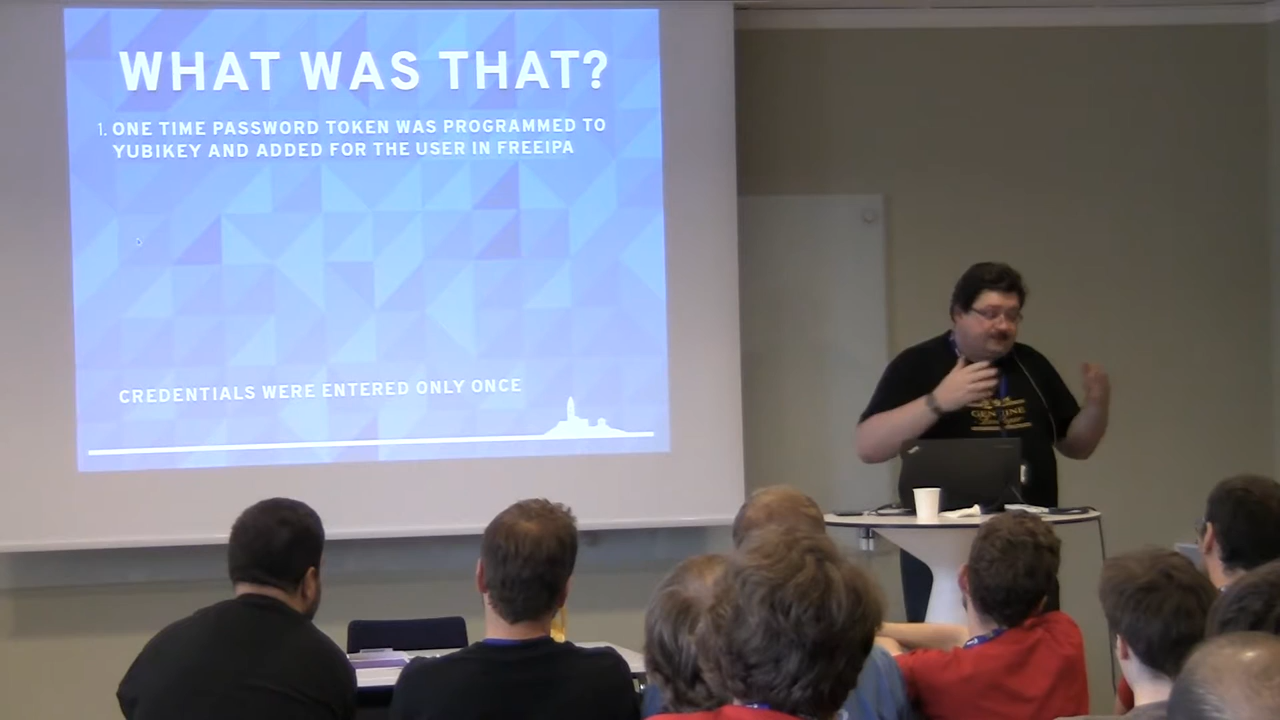 WHAT WAS THAT?
1. ONE TIME PASSWORD TOKEN WAS PROGRAMMED TO
YUBIKEY AND ADDED FOR THE USER IN FREEIPA
CREDENTIALS WERE ENTERED ONLY ONCE
GENUINE